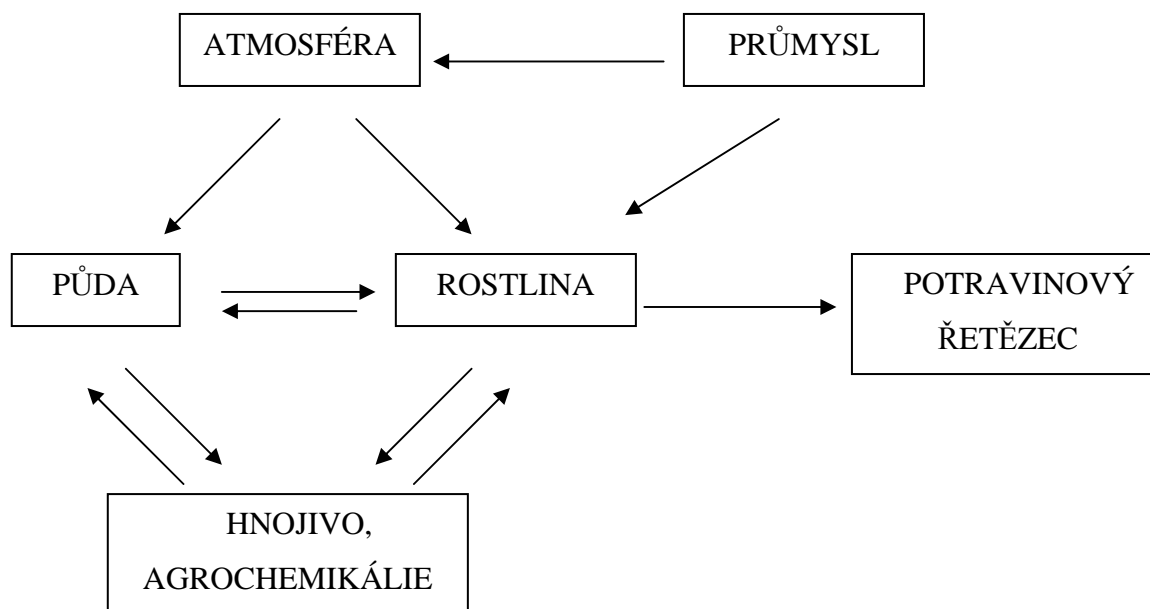 ATMOSFÉRA
PRŮMYSL
PŮDA
ROSTLINA
POTRAVINOVÝ
ŘETĚZEC
HNOJIVO,
AGROCHEMIKÁLIE